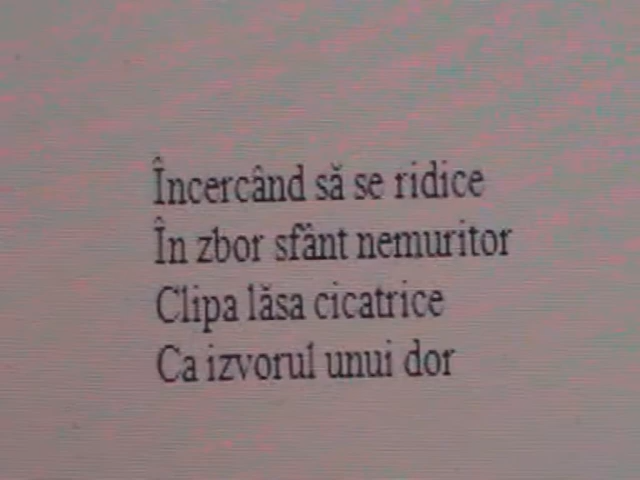 Încercând să se ridice
În zbor sfânt nemuritor
Clipa lăsa cicatrice
Ca izvorul unui dor